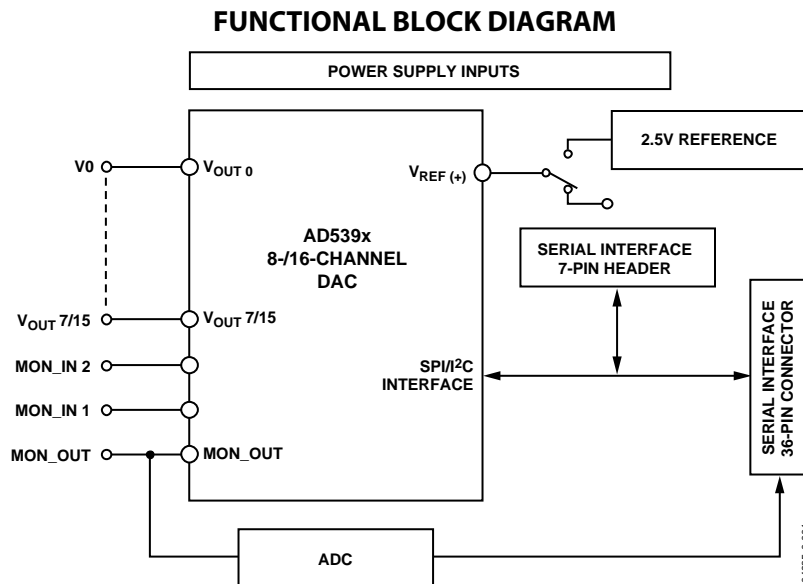 FUNCTIONAL BLOCK DIAGRAM
POWER SUPPLY INPUTS
2.5V REFERENCE
V0
VOUT 0
VREF (+)
AD539x
8-/16-CHANNEL
DAC
SERIAL INTERFACE
7-PIN HEADER
VOUT 7/15
VOUT 7/15
MON_IN 2
SPI/I2C
INTERFACE
MON_IN 1
MON_OUT
MON_OUT
SERIAL INTERFACE
36-PIN CONNECTOR
ADC